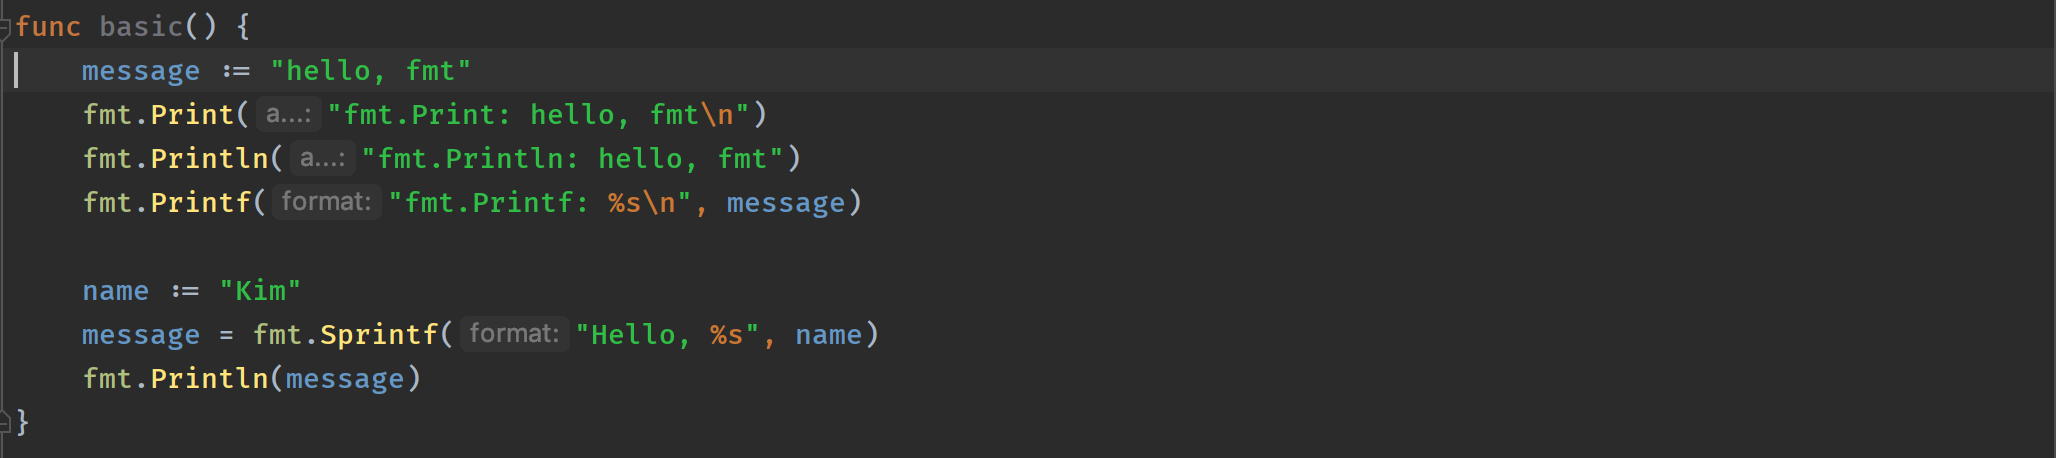 func basic() {
    message := "hello, fmt"
    fmt.Print(a...: "fmt.Print: hello, fmt\n")
    fmt.Println(a...: "fmt.Println: hello, fmt")
    fmt.Printf(format: "fmt.Printf: %s\n", message)

    name := "Kim"
    message = fmt.Sprintf(format: "Hello, %s", name)
    fmt.Println(message)
}